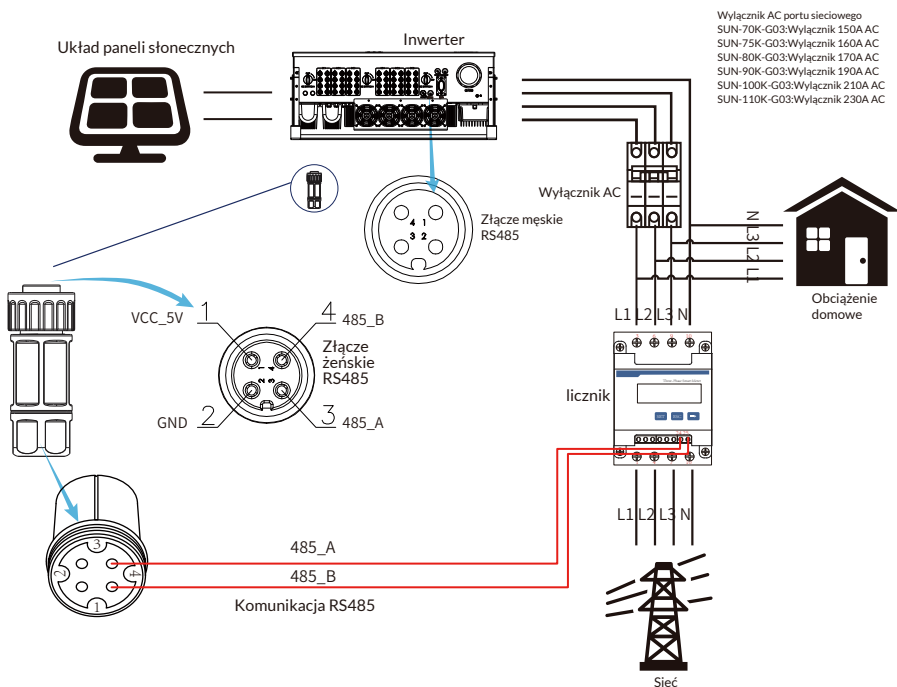 Wyłącznik AC portu sieciowego
SUN-70K-G03:Wyłącznik 150A AC
SUN-75K-G03:Wyłącznik 160A AC
SUN-80K-G03:Wyłącznik 170A AC
SUN-90K-G03:Wyłącznik 190A AC
SUN-100K-G03:Wyłącznik 210A AC
SUN-110K-G03:Wyłącznik 230A AC
Układ paneli słonecznych
Inwerter
Wyłącznik AC
4 1
3 2
Złącze męskie
RS485
N
L3
L2
L1
Obciążenie
domowe
1
VCC_5V
4
485_B
Złącze
żeńskie
RS485
1 4
2 3
GND
2
3
485_A
L1 L2 L3 N
licznik
L1 L2 L3 N
3
2
4
1
485_A
485_B
Komunikacja RS485
Sieć